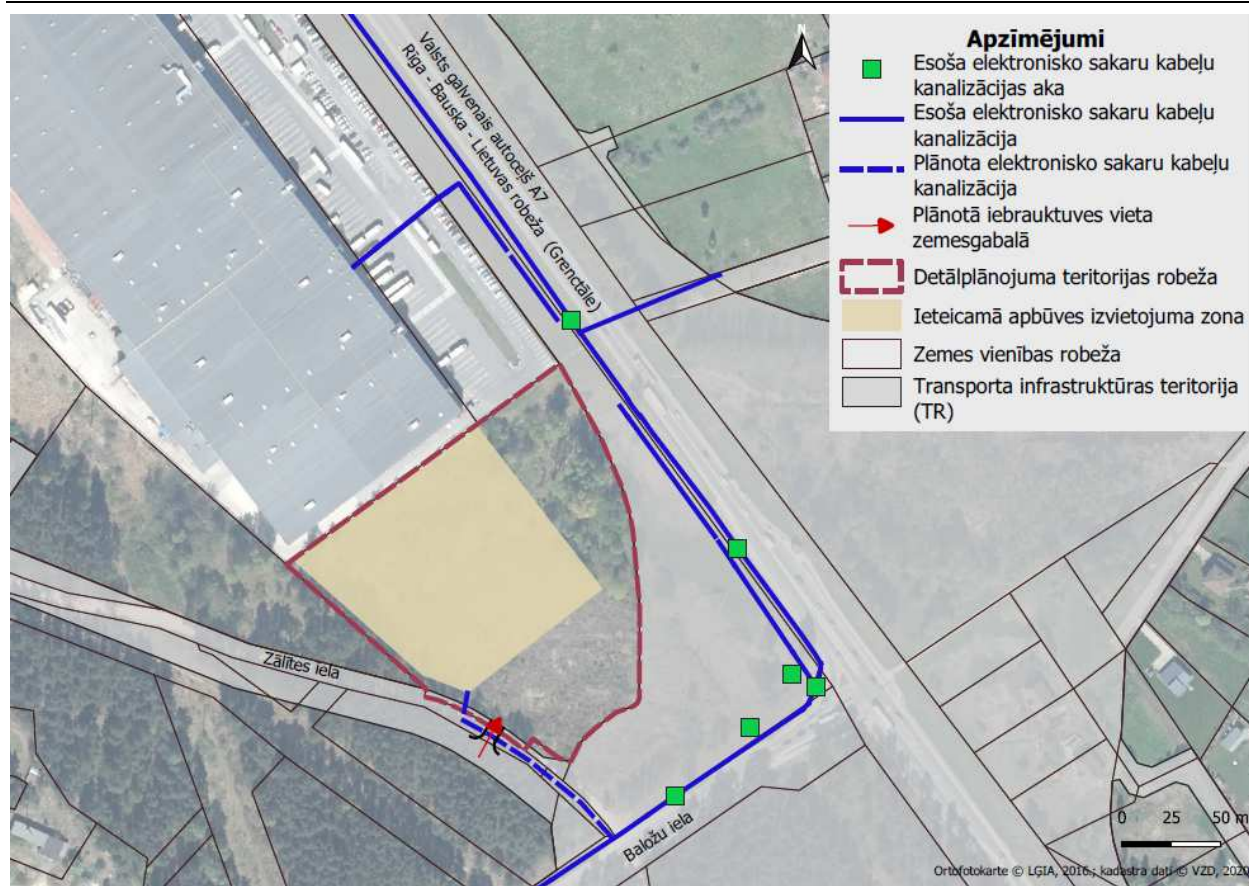 Apzīmējumi
Esoša elektronisko sakaru kabeļu
kanalizācijas aka
Esoša elektronisko sakaru kabeļu
kanalizācija
Plānota elektronisko sakaru kabeļu
kanalizācija
Plānotā iebrauktuves vieta
zemesgabalā
Detālplānojuma teritorijas robeža
Ieteicamā apbūves izvietojuma zona
Zemes vienības robeža
Transporta infrastruktūras teritorija
(TR)
N
Valsts galvenais autoceļš A7
Rīga - Bauska - Lietuvas robeža (Grenctāle)
Zālītes iela
Baložu iela
0 25 50 m
Ortofotokarte © LĢIA, 2016.; kadastra dati © VZD, 2020